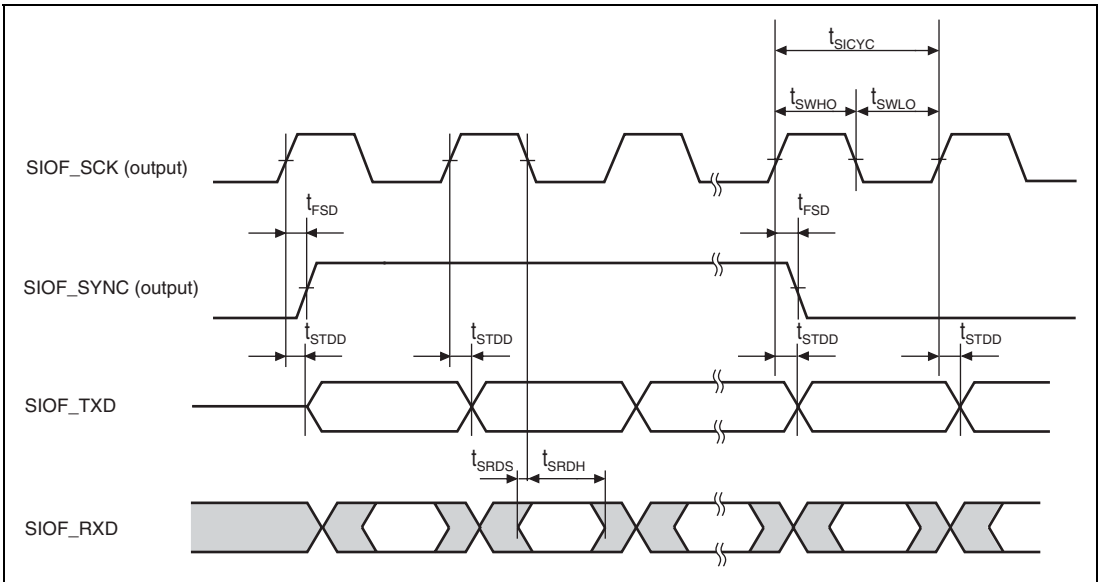 tSICYC
tSWHO tSWLO
SIOF_SCK (output)
tFSD tFSD
SIOF_SYNC (output)
tSTDD tSTDD tSTDD tSTDD
SIOF_TXD
tSRDS tSRDH
SIOF_RXD